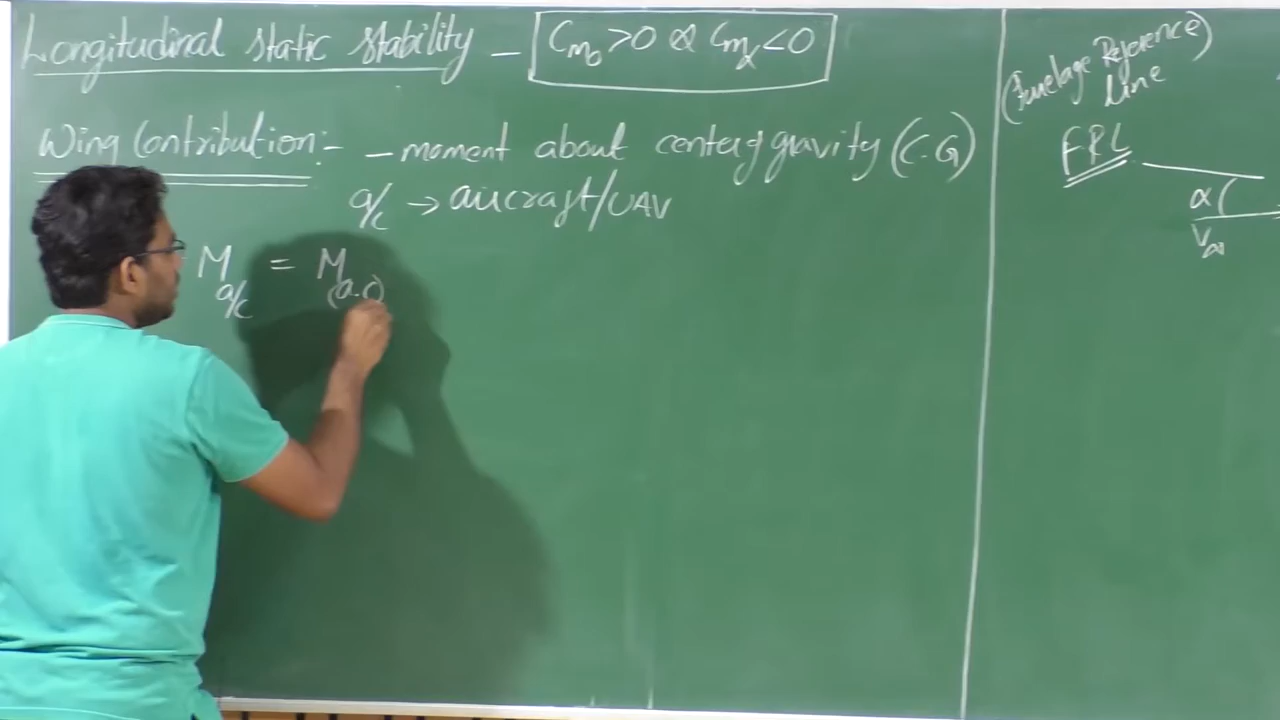 Longitudinal static stability - Cm₀>0 & Cmα<0
Wing Contribution:- - moment about center of gravity (C.G)
a/c → aircraft/UAV
M a/c = M (a.c)
(Fuselage Reference) Line
FRL
α (
V∞